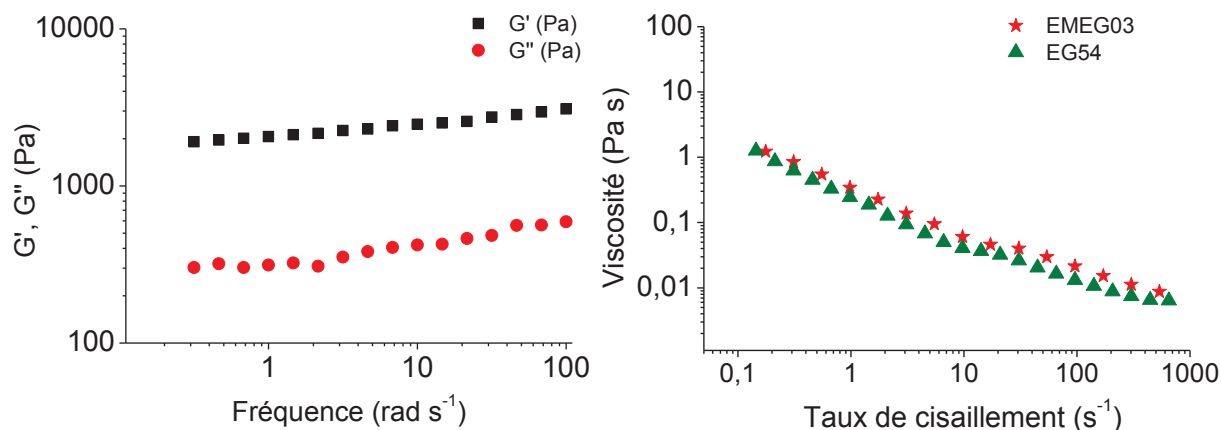 10000
1000
100
G', G" (Pa)
G' (Pa)
G" (Pa)
1
10
100
Fréquence (rad s⁻¹)
100
10
1
0,1
0,01
Viscosité (Pa s)
EMEG03
EG54
0,1
1
10
100
1000
Taux de cisaillement (s⁻¹)